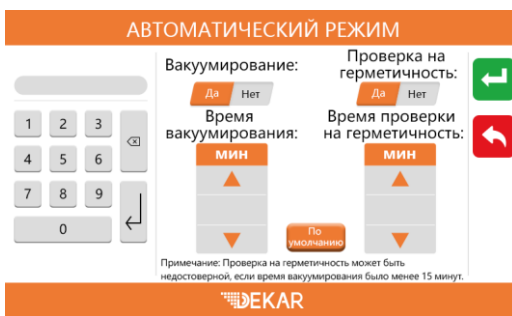 АВТОМАТИЧЕСКИЙ РЕЖИМ
Вакуумирование:
Да Нет
Проверка на
герметичность:
Да Нет
1 2 3
4 5 6
7 8 9
0
Время
вакуумирования:
мин
Время проверки
на герметичность:
мин
По
умолчанию
Примечание: Проверка на герметичность может быть
недостоверной, если время вакуумирования было менее 15 минут.
DEKAR